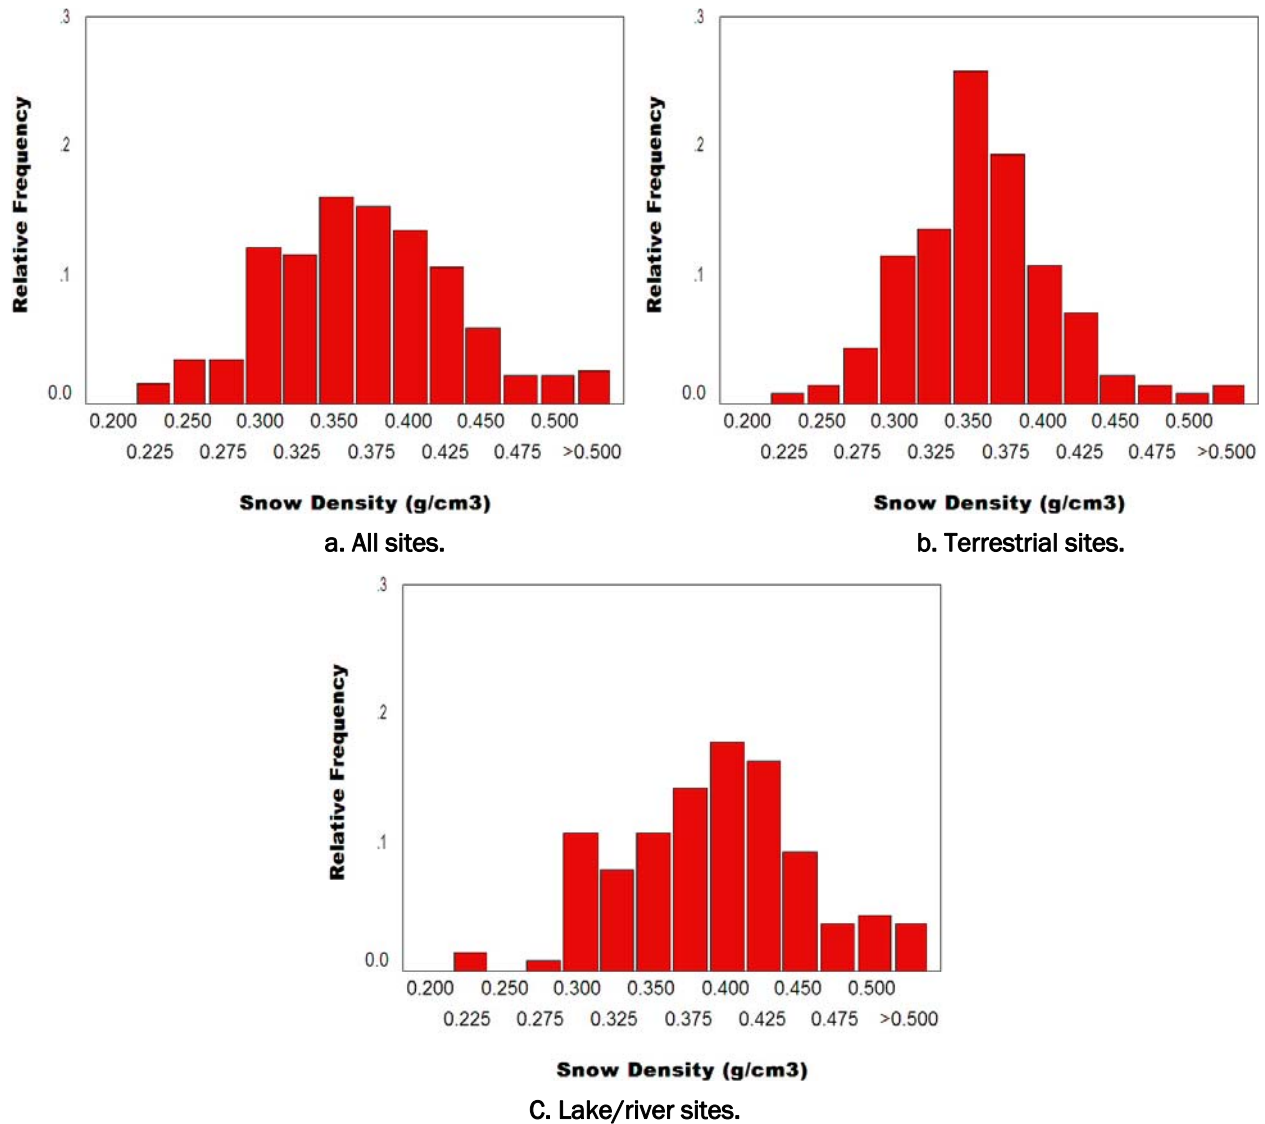 .3
.2
.1
0.0
Relative Frequency
0.200 0.250 0.300 0.350 0.400 0.450 0.500
0.225 0.275 0.325 0.375 0.425 0.475 >0.500
Snow Density (g/cm3)
a. All sites.
.3
.2
.1
0.0
Relative Frequency
0.200 0.250 0.300 0.350 0.400 0.450 0.500
0.225 0.275 0.325 0.375 0.425 0.475 >0.500
Snow Density (g/cm3)
b. Terrestrial sites.
.3
.2
.1
0.0
Relative Frequency
0.200 0.250 0.300 0.350 0.400 0.450 0.500
0.225 0.275 0.325 0.375 0.425 0.475 >0.500
Snow Density (g/cm3)
C. Lake/river sites.